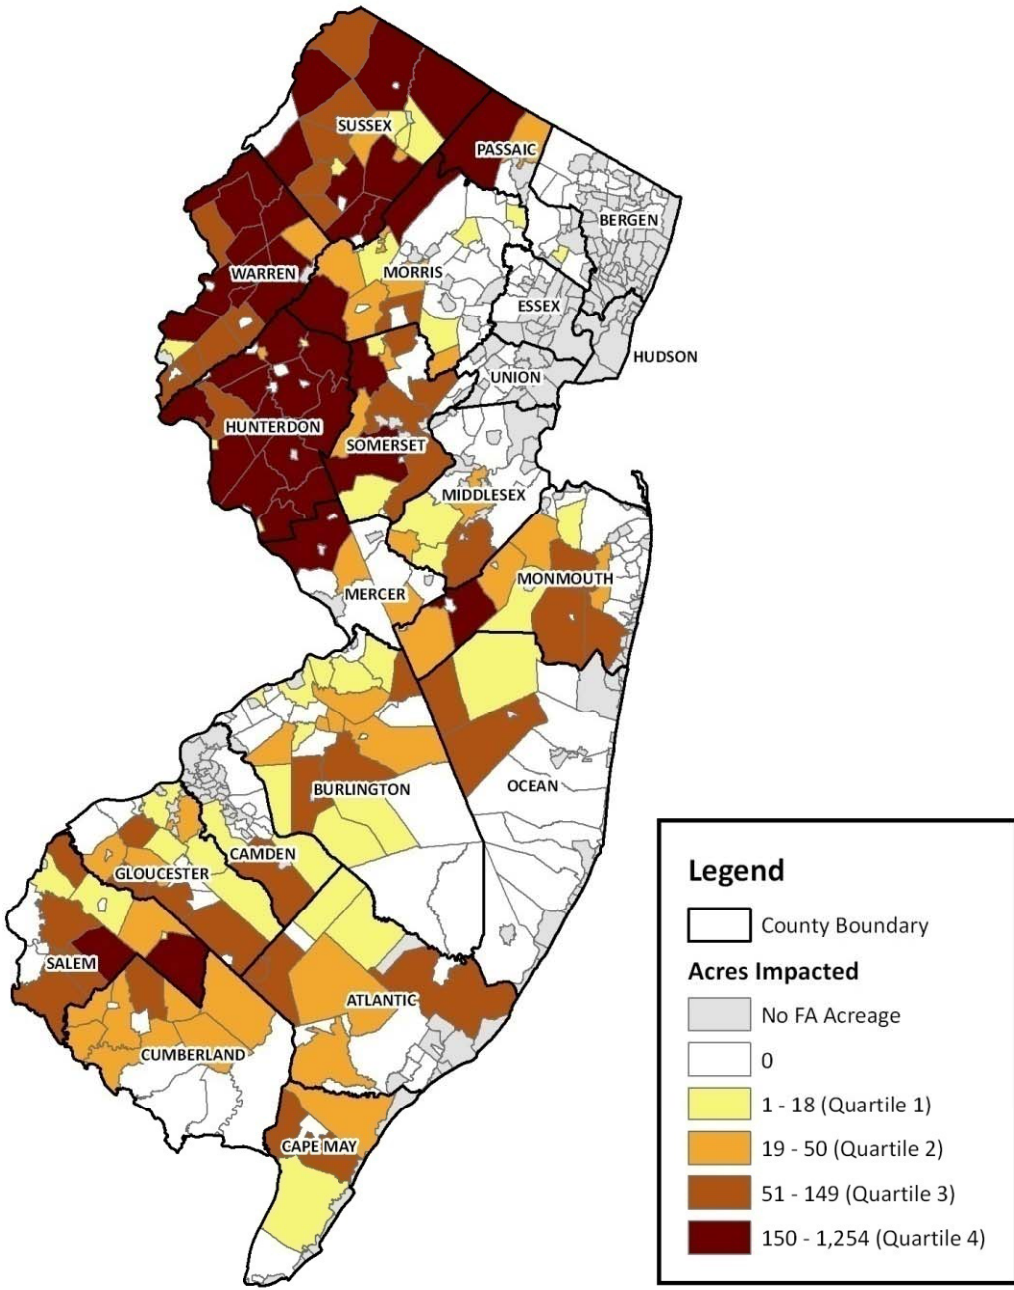 SUSSEX
PASSAIC
BERGEN
WARREN
MORRIS
ESSEX
HUDSON
UNION
HUNTERDON
SOMERSET
MIDDLESEX
MONMOUTH
MERCER
OCEAN
BURLINGTON
CAMDEN
GLOUCESTER
SALEM
ATLANTIC
CUMBERLAND
CAPE MAY
Legend
County Boundary
Acres Impacted
No FA Acreage
0
1 - 18 (Quartile 1)
19 - 50 (Quartile 2)
51 - 149 (Quartile 3)
150 - 1,254 (Quartile 4)